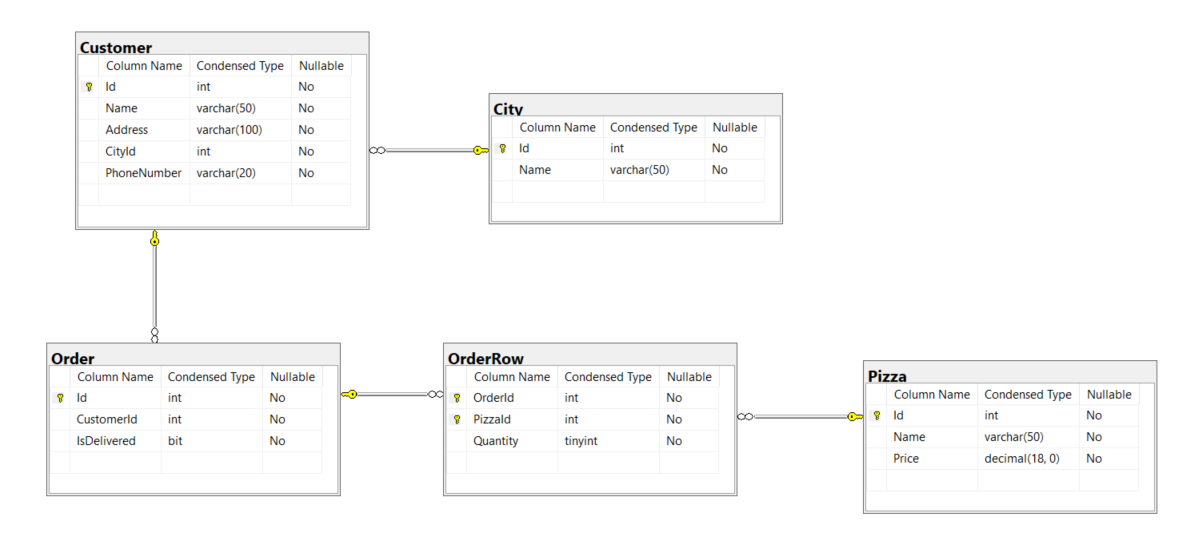 Customer
Column Name Condensed Type Nullable
Id int No
Name varchar(50) No
Address varchar(100) No
CityId int No
PhoneNumber varchar(20) No
City
Column Name Condensed Type Nullable
Id int No
Name varchar(50) No
Order
Column Name Condensed Type Nullable
Id int No
CustomerId int No
IsDelivered bit No
OrderRow
Column Name Condensed Type Nullable
OrderId int No
PizzaId int No
Quantity tinyint No
Pizza
Column Name Condensed Type Nullable
Id int No
Name varchar(50) No
Price decimal(18, 0) No